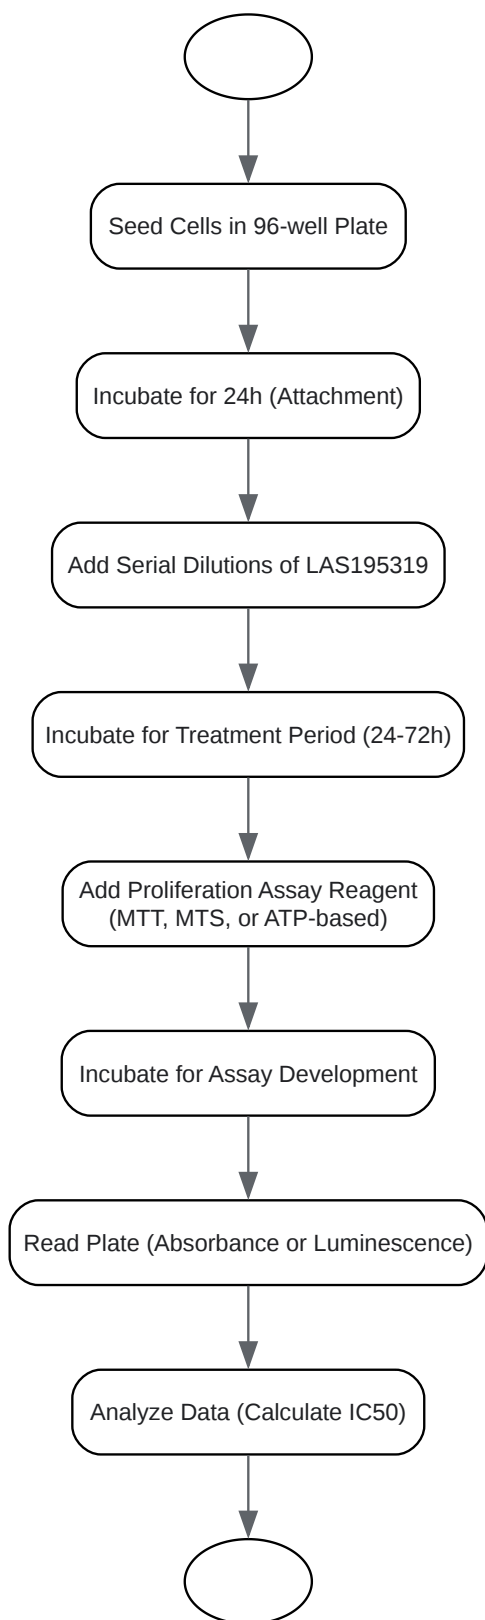 Seed Cells in 96-well Plate
Incubate for 24h (Attachment)
Add Serial Dilutions of LAS195319
Incubate for Treatment Period (24-72h)
Add Proliferation Assay Reagent
(MTT, MTS, or ATP-based)
Incubate for Assay Development
Read Plate (Absorbance or Luminescence)
Analyze Data (Calculate IC50)